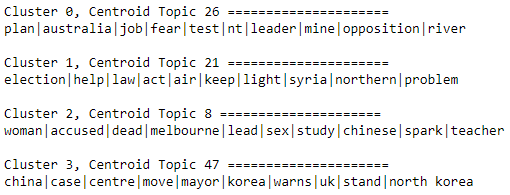 Cluster 0, Centroid Topic 26 =====================
plan|australia|job|fear|test|nt|leader|mine|opposition|river
Cluster 1, Centroid Topic 21 =====================
election|help|law|act|air|keep|light|syria|northern|problem
Cluster 2, Centroid Topic 8 =====================
woman|accused|dead|melbourne|lead|sex|study|chinese|spark|teacher
Cluster 3, Centroid Topic 47 =====================
china|case|centre|move|mayor|korea|warns|uk|stand|north korea